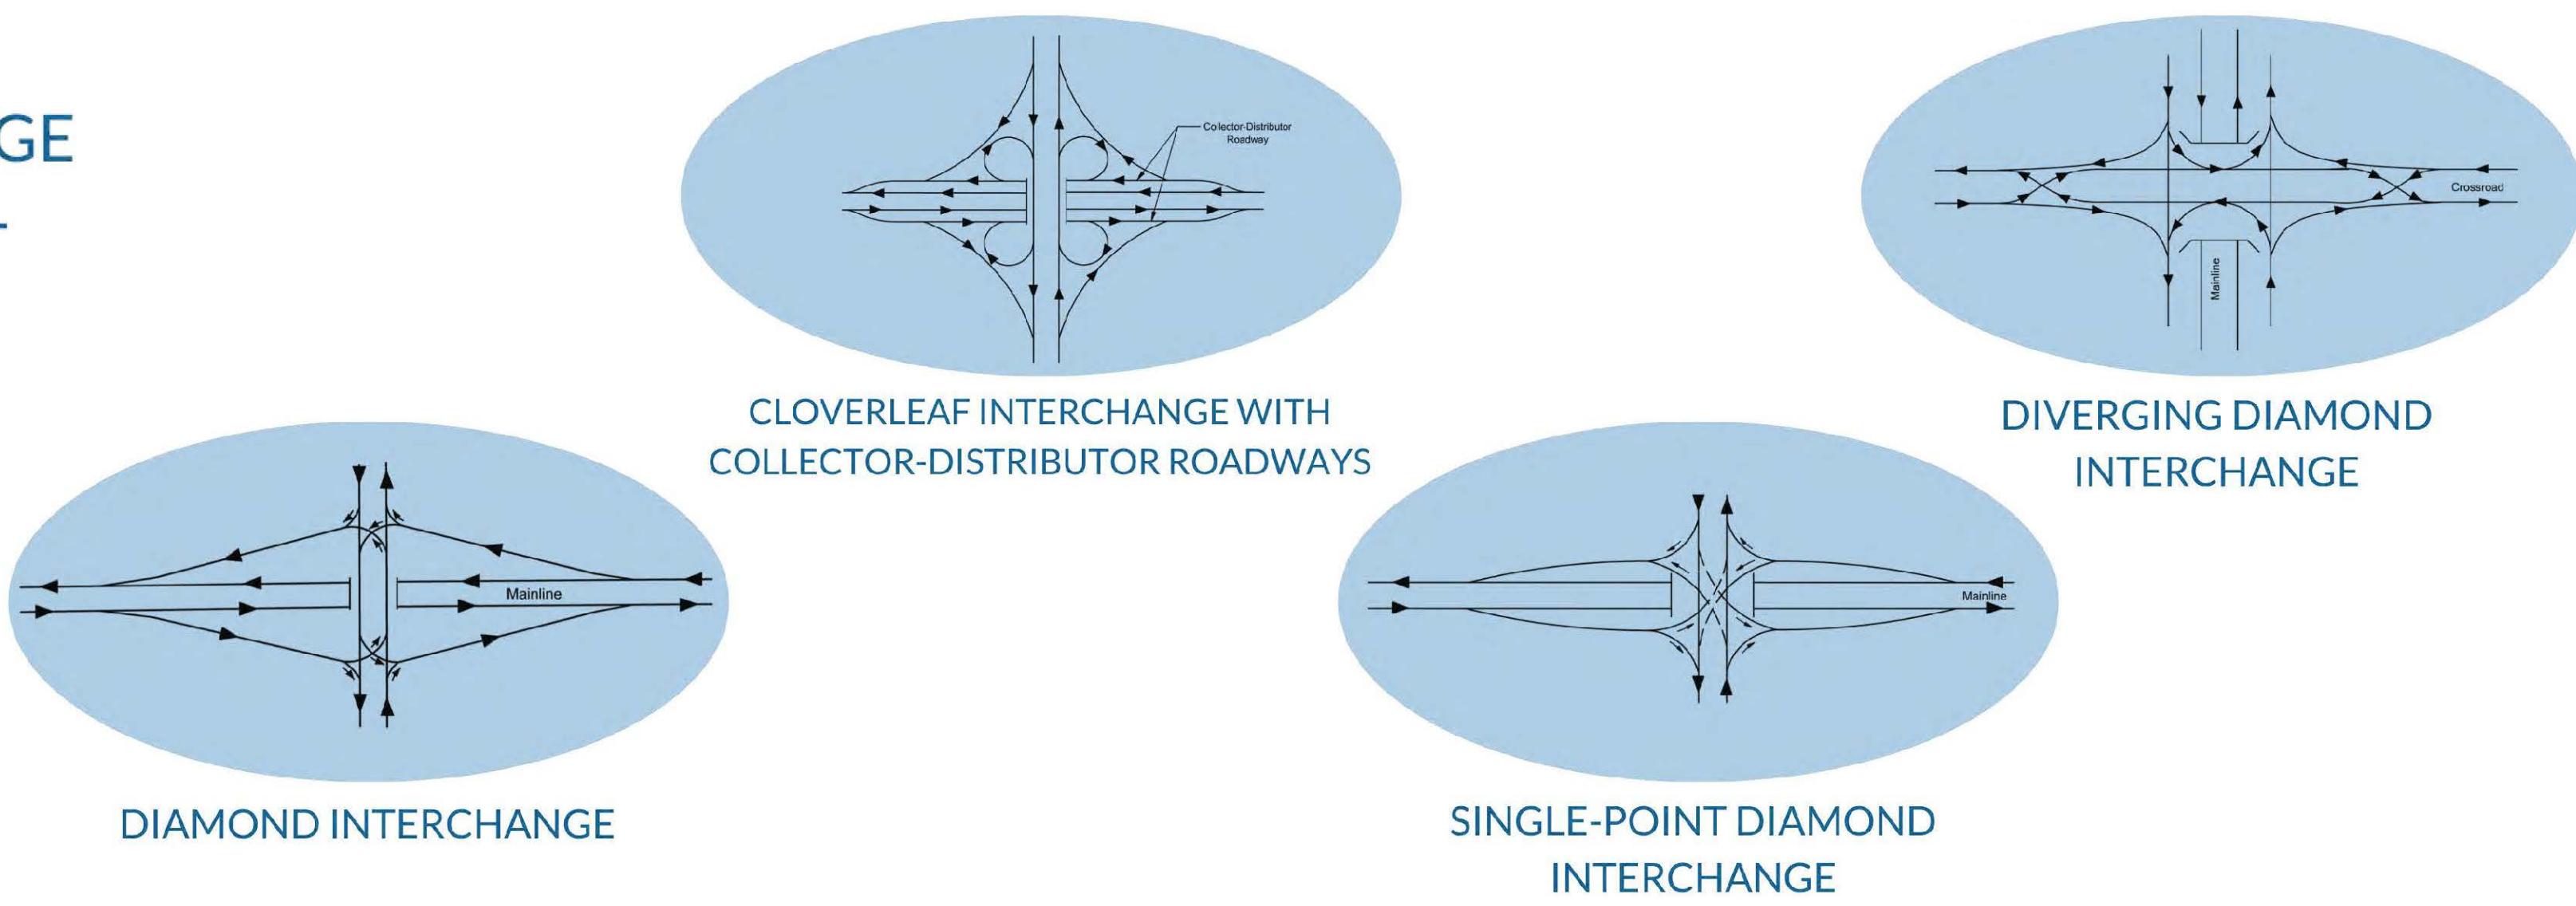 GE
Collector-Distributor
Roadway
CLOVERLEAF INTERCHANGE WITH
COLLECTOR-DISTRIBUTOR ROADWAYS
Crossroad
Mainline
DIVERGING DIAMOND
INTERCHANGE
Mainline
DIAMOND INTERCHANGE
Mainline
SINGLE-POINT DIAMOND
INTERCHANGE